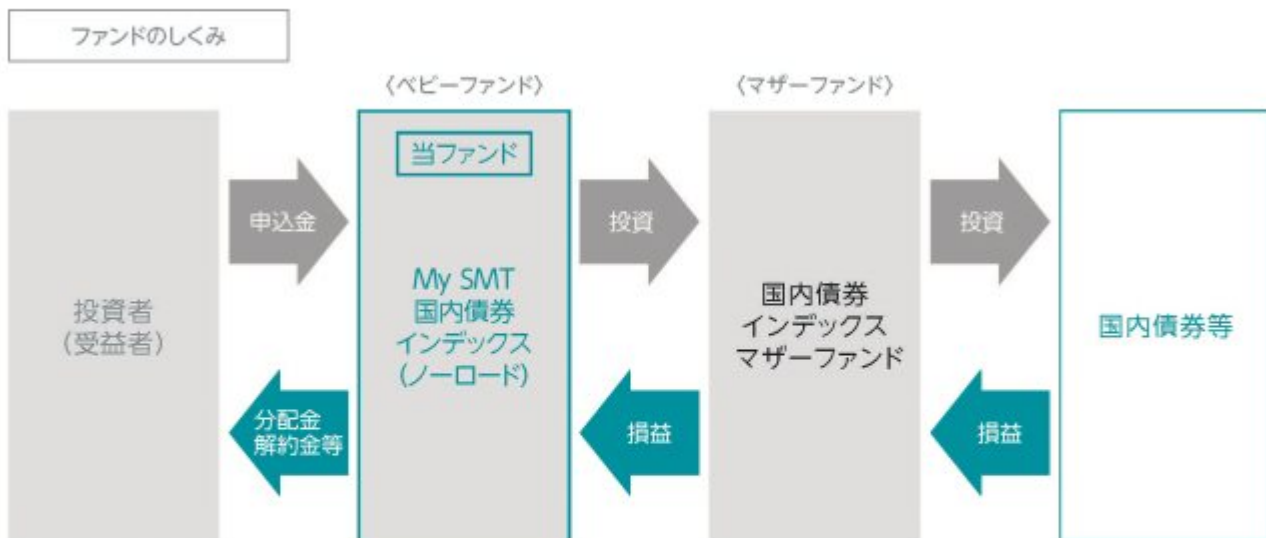 ファンドのしくみ
〈ベビーファンド〉
〈マザーファンド〉
投資者
(受益者)
申込金
分配金
解約金等
当ファンド
My SMT
国内債券
インデックス
(ノーロード)
投資
損益
国内債券
インデックス
マザーファンド
投資
損益
国内債券等